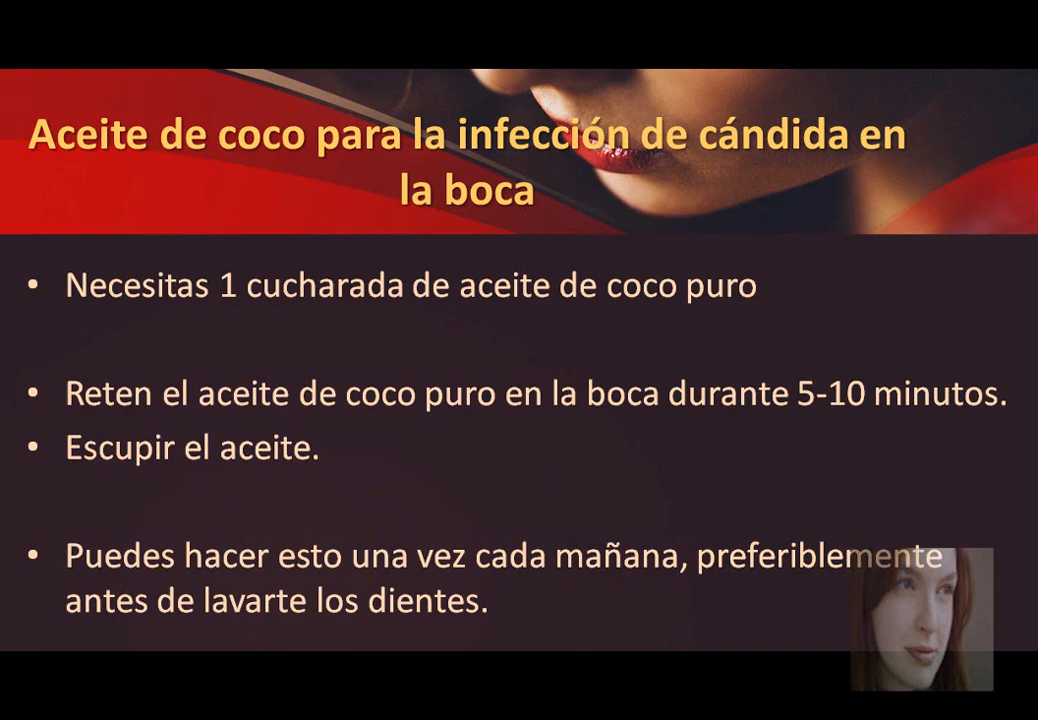 Aceite de coco para la infección de cándida en
la boca
• Necesitas 1 cucharada de aceite de coco puro
• Reten el aceite de coco puro en la boca durante 5-10 minutos.
• Escupir el aceite.
• Puedes hacer esto una vez cada mañana, preferiblemente
antes de lavarte los dientes.